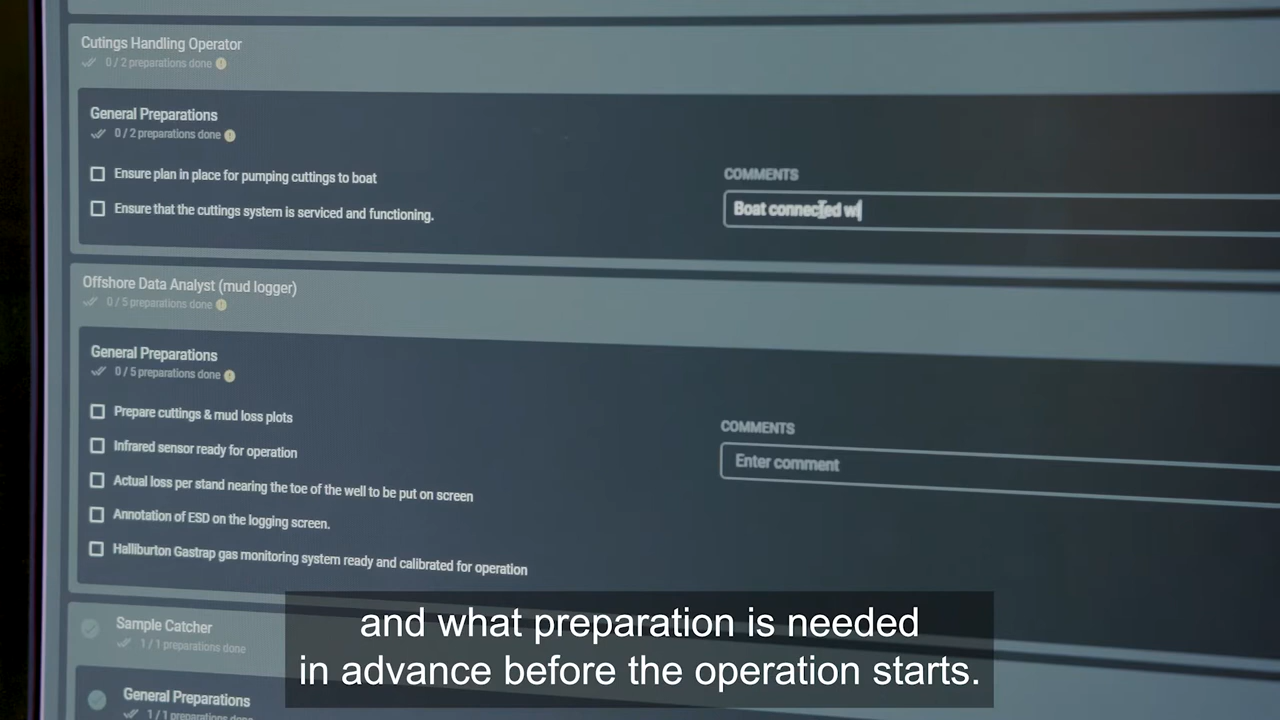 Cutings Handling Operator
0 / 2 preparations done
General Preparations
0 / 2 preparations done
Ensure plan in place for pumping cuttings to boat
Ensure that the cuttings system is serviced and functioning.
COMMENTS
Boat connected wi
Offshore Data Analyst (mud logger)
0 / 5 preparations done
General Preparations
0 / 5 preparations done
Prepare cuttings & mud loss plots
Infrared sensor ready for operation
Actual loss per stand nearing the toe of the well to be put on screen
Annotation of ESD on the logging screen.
Halliburton Gastrap gas monitoring system ready and calibrated for operation
COMMENTS
Enter comment
Sample Catcher
1 / 1 preparations done
General Preparations
1 / 1 preparations done
and what preparation is needed
in advance before the operation starts.